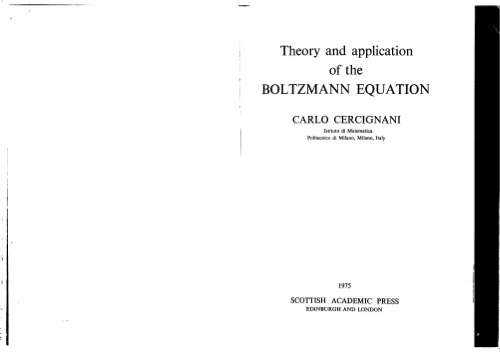 Theory and application
of the
BOLTZMANN EQUATION
CARLO CERCIGNANI
Istituto di Matematica
Politecnico di Milano, Milano, Italy
1975
SCOTTISH ACADEMIC PRESS
EDINBURGH AND LONDON